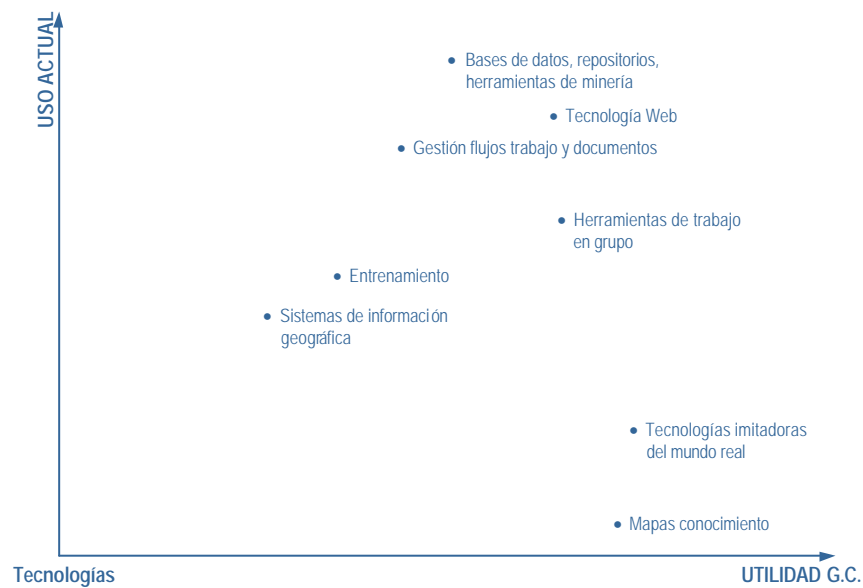 USO ACTUAL
Bases de datos, repositorios,
herramientas de minería
Tecnología Web
Gestión flujos trabajo y documentos
Herramientas de trabajo
en grupo
Entrenamiento
Sistemas de información
geográfica
Tecnologías imitadoras
del mundo real
Mapas conocimiento
Tecnologías
UTILIDAD G.C.